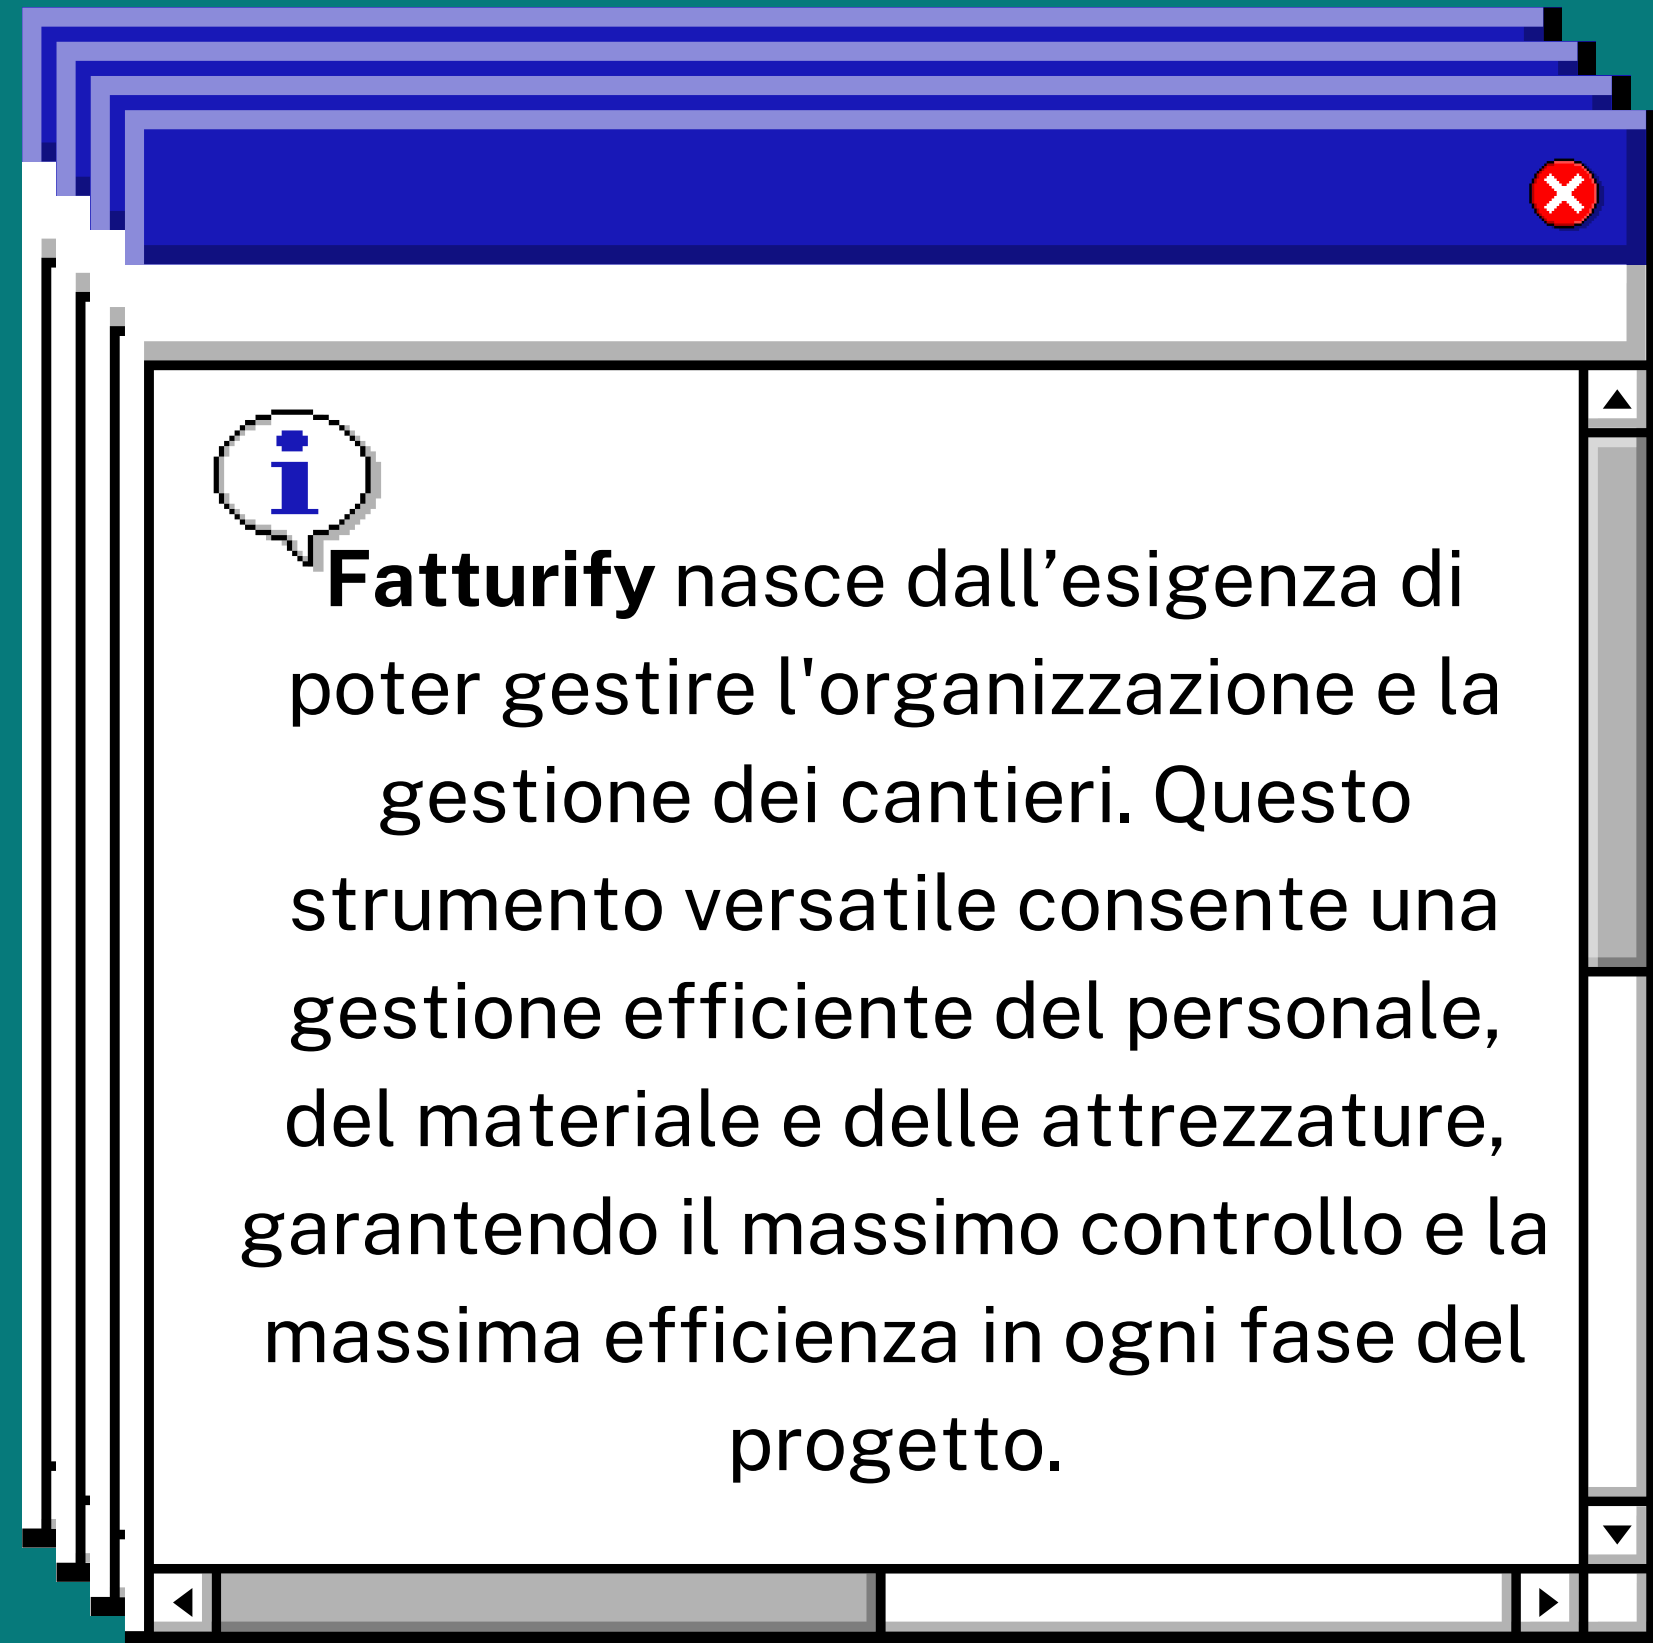 i
Fatturify nasce dall’esigenza di
poter gestire l'organizzazione e la
gestione dei cantieri. Questo
strumento versatile consente una
gestione efficiente del personale,
del materiale e delle attrezzature,
garantendo il massimo controllo e la
massima efficienza in ogni fase del
progetto.